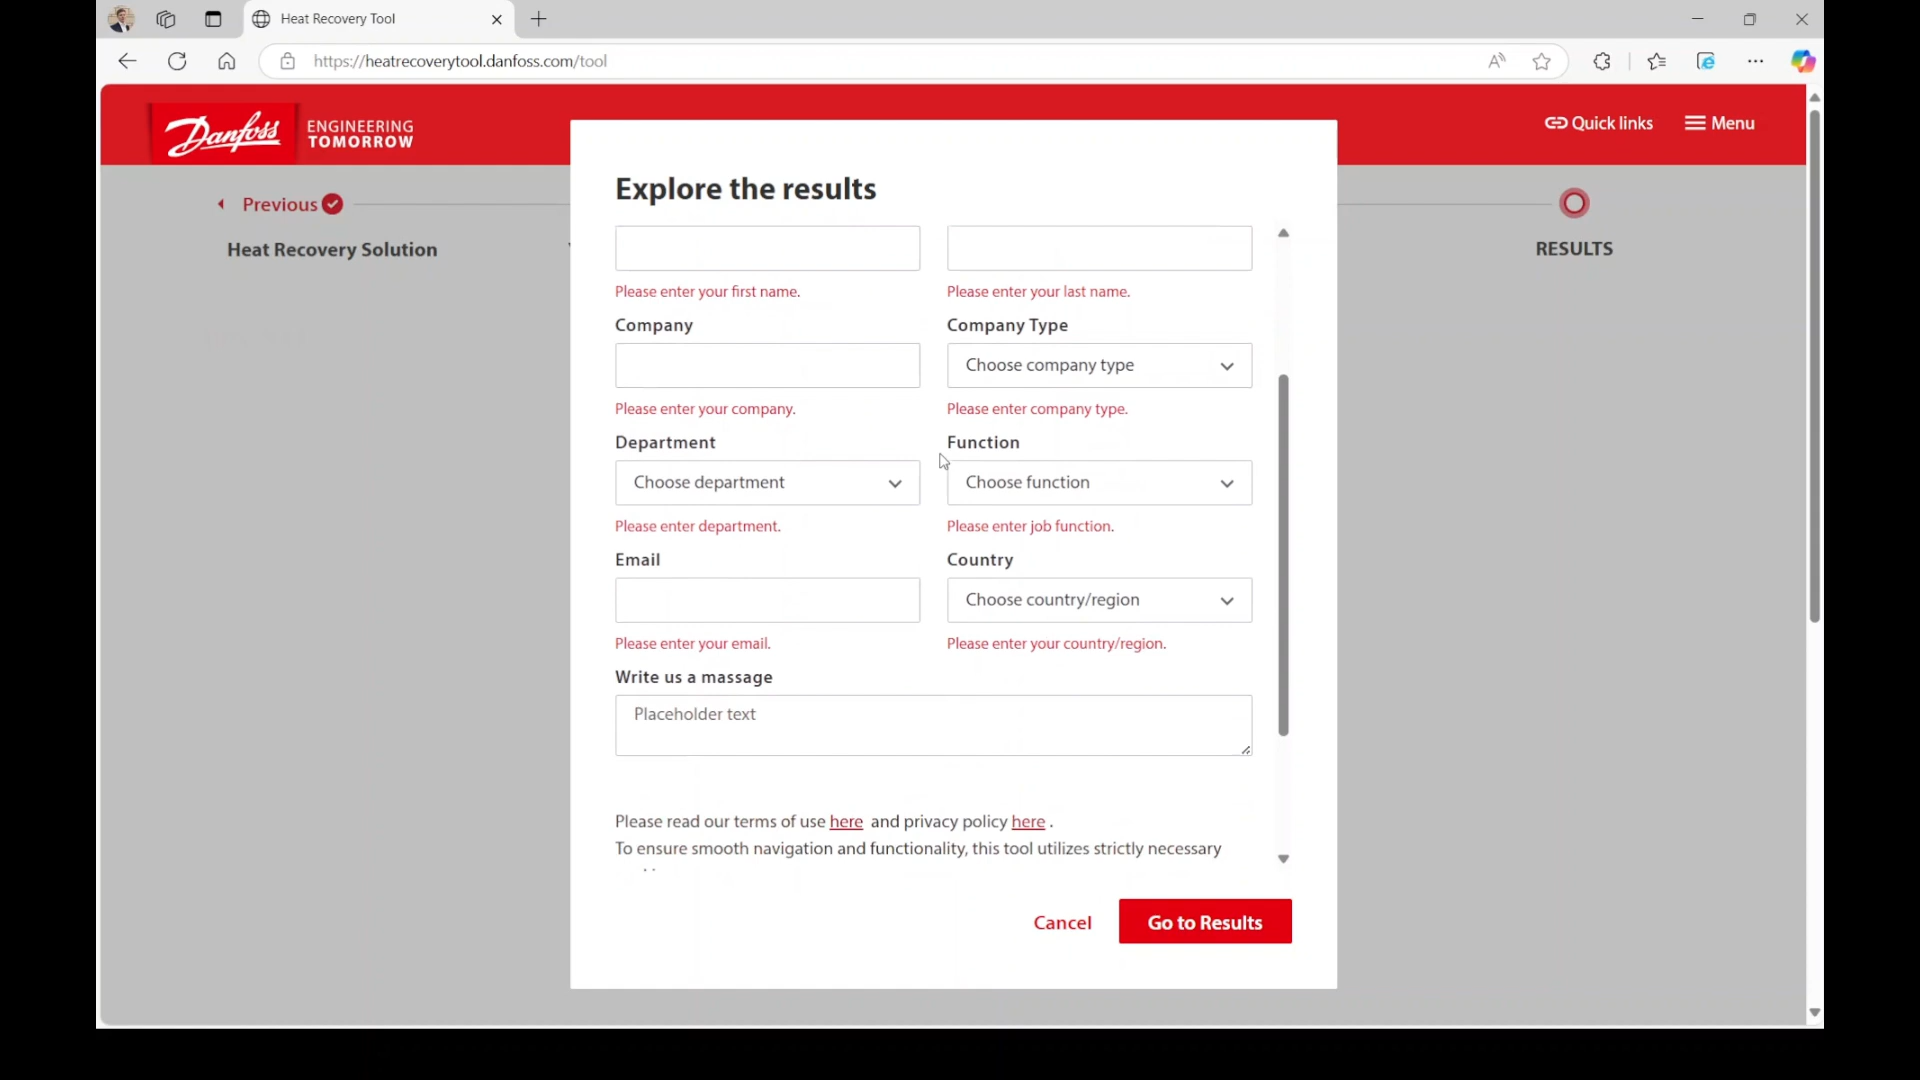 Heat Recovery Tool
https://heatrecoverytool.danfoss.com/tool
Danfoss
ENGINEERING
TOMORROW
Quick links
Menu
Previous
Heat Recovery Solution
RESULTS
Explore the results
Please enter your first name.
Please enter your last name.
Company
Company Type
Choose company type
Please enter your company.
Please enter company type.
Department
Function
Choose department
Choose function
Please enter department.
Please enter job function.
Email
Country
Choose country/region
Please enter your email.
Please enter your country/region.
Write us a massage
Placeholder text
Please read our terms of use here and privacy policy here .
To ensure smooth navigation and functionality, this tool utilizes strictly necessary
Cancel
Go to Results